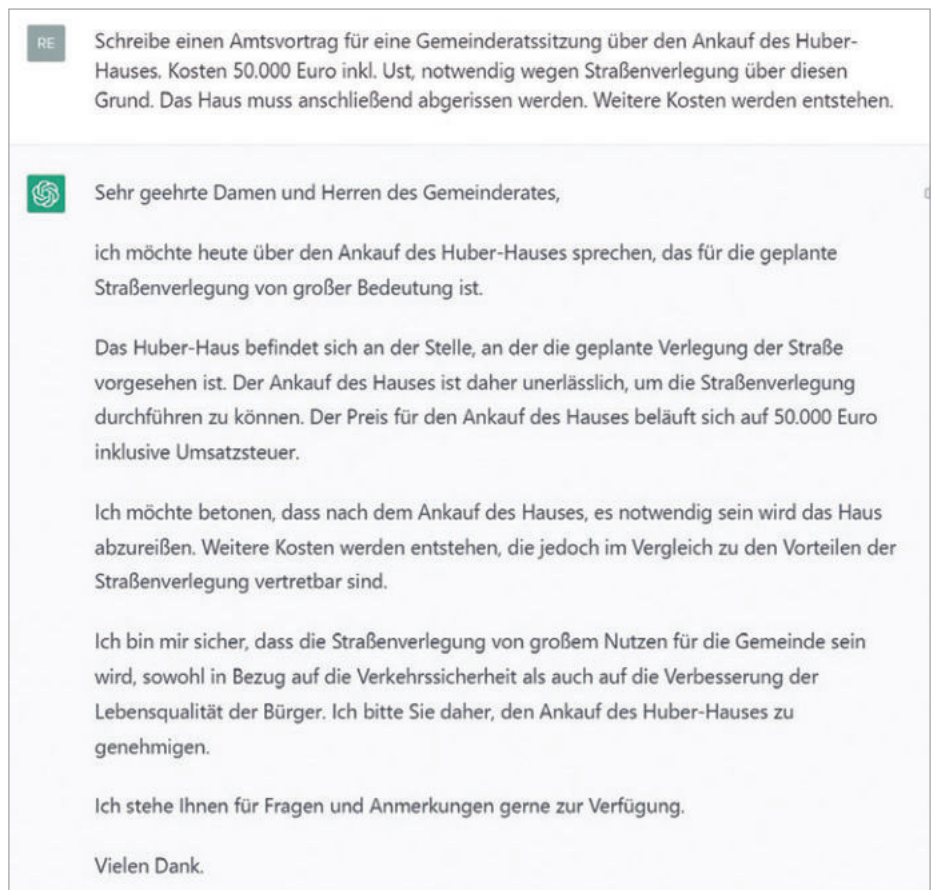 RE
Schreibe einen Amtsvortrag für eine Gemeinderatssitzung über den Ankauf des Huber-
Hauses. Kosten 50.000 Euro inkl. Ust, notwendig wegen Straßenverlegung über diesen
Grund. Das Haus muss anschließend abgerissen werden. Weitere Kosten werden entstehen.
Sehr geehrte Damen und Herren des Gemeinderates,
ich möchte heute über den Ankauf des Huber-Hauses sprechen, das für die geplante
Straßenverlegung von großer Bedeutung ist.
Das Huber-Haus befindet sich an der Stelle, an der die geplante Verlegung der Straße
vorgesehen ist. Der Ankauf des Hauses ist daher unerlässlich, um die Straßenverlegung
durchführen zu können. Der Preis für den Ankauf des Hauses beläuft sich auf 50.000 Euro
inklusive Umsatzsteuer.
Ich möchte betonen, dass nach dem Ankauf des Hauses, es notwendig sein wird das Haus
abzureißen. Weitere Kosten werden entstehen, die jedoch im Vergleich zu den Vorteilen der
Straßenverlegung vertretbar sind.
Ich bin mir sicher, dass die Straßenverlegung von großem Nutzen für die Gemeinde sein
wird, sowohl in Bezug auf die Verkehrssicherheit als auch auf die Verbesserung der
Lebensqualität der Bürger. Ich bitte Sie daher, den Ankauf des Huber-Hauses zu
genehmigen.
Ich stehe Ihnen für Fragen und Anmerkungen gerne zur Verfügung.
Vielen Dank.